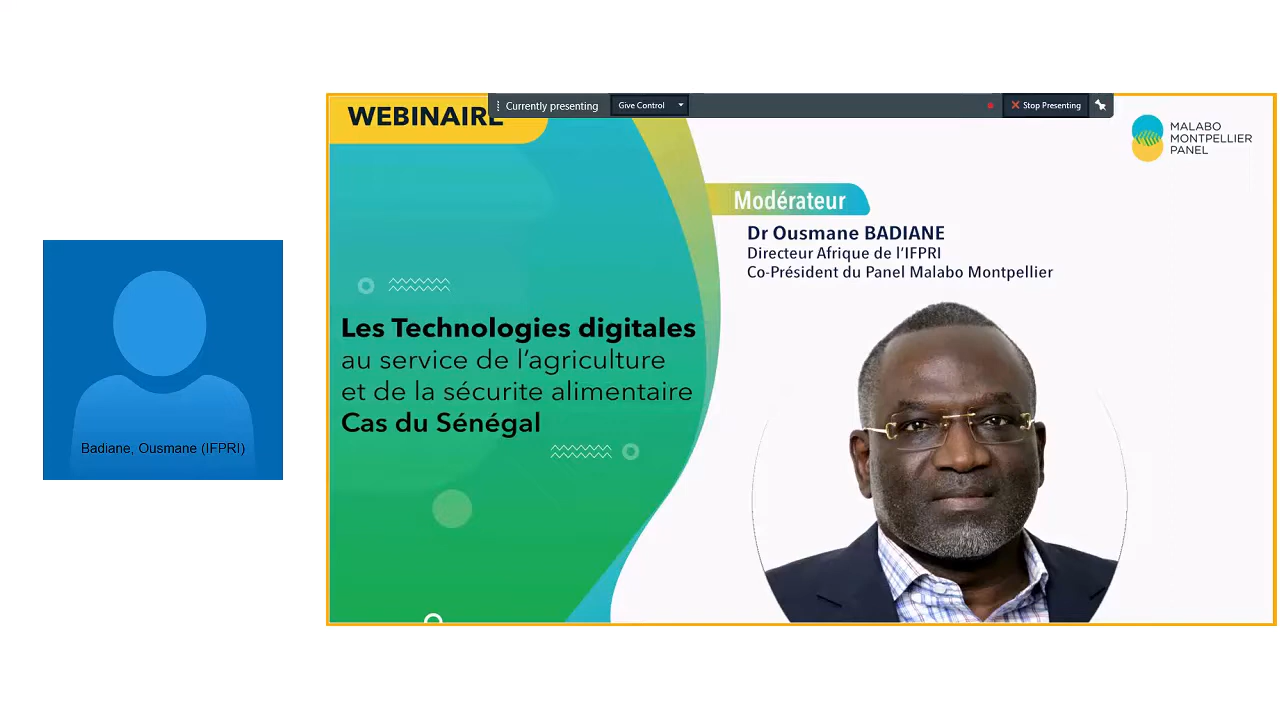 WEBINAIRE
Currently presenting
Give Control
Stop Presenting
MALABO
MONTPELLIER
PANEL
Modérateur
Dr Ousmane BADIANE
Directeur Afrique de l'IFPRI
Co-Président du Panel Malabo Montpellier
Les Technologies digitales
au service de l'agriculture
et de la sécurite alimentaire
Cas du Sénégal
Badiane, Ousmane (IFPRI)